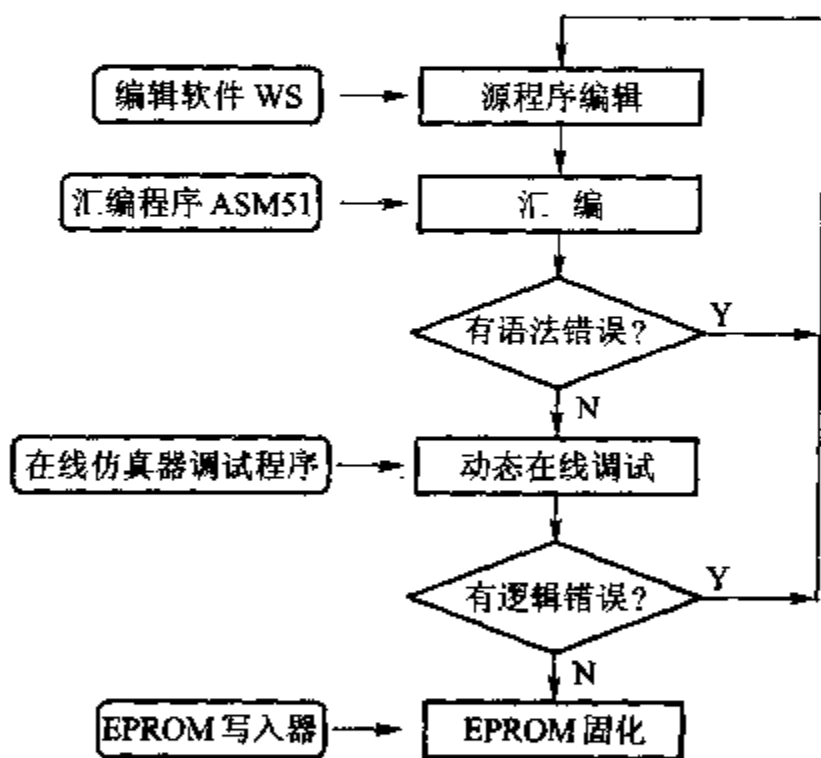 编辑软件 WS
源程序编辑
汇编程序 ASM51
汇 编
有语法错误?
Y
N
在线仿真器调试程序
动态在线调试
有逻辑错误?
Y
N
EPROM 写入器
EPROM 固化